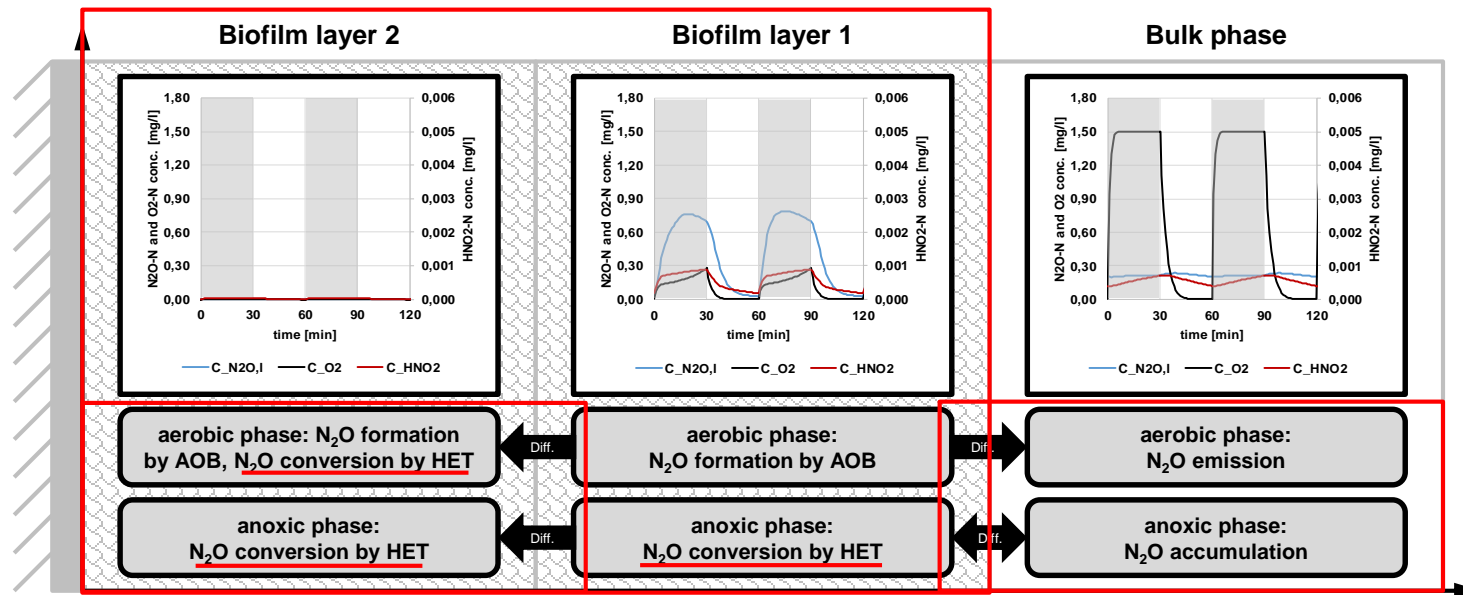 Biofilm layer 2
Biofilm layer 1
Bulk phase
N2O-N and O2-N conc. [mg/l]
1,80
1,50
1,20
0,90
0,60
0,30
0,00
0,006
0,005
0,004
0,003
0,002
0,001
0,000
HNO2-N conc. [mg/l]
0 30 60 90 120
time [min]
C_N2O,l C_O2 C_HNO2
N2O-N and O2-N conc. [mg/l]
1,80
1,50
1,20
0,90
0,60
0,30
0,00
0,006
0,005
0,004
0,003
0,002
0,001
0,000
HNO2-N conc. [mg/l]
0 30 60 90 120
time [min]
C_N2O,l C_O2 C_HNO2
N2O-N and O2 conc. [mg/l]
1,80
1,50
1,20
0,90
0,60
0,30
0,00
0,006
0,005
0,004
0,003
0,002
0,001
0,000
HNO2-N conc. [mg/l]
0 30 60 90 120
time [min]
C_N2O,l C_O2 C_HNO2
aerobic phase: N₂O formation
by AOB, N₂O conversion by HET
Diff.
aerobic phase:
N₂O formation by AOB
Diff.
aerobic phase:
N₂O emission
anoxic phase:
N₂O conversion by HET
Diff.
anoxic phase:
N₂O conversion by HET
Diff.
anoxic phase:
N₂O accumulation